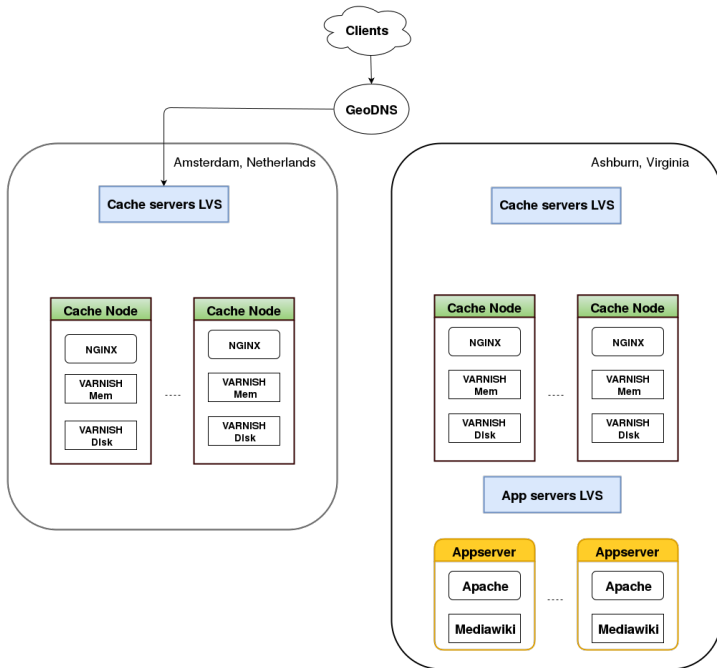 Clients
GeoDNS
Amsterdam, Netherlands
Cache servers LVS
Cache Node
NGINX
VARNISH
Mem
VARNISH
Disk
....
Cache Node
NGINX
VARNISH
Mem
VARNISH
Disk
Ashburn, Virginia
Cache servers LVS
Cache Node
NGINX
VARNISH
Mem
VARNISH
Disk
....
Cache Node
NGINX
VARNISH
Mem
VARNISH
Disk
App servers LVS
Appserver
Apache
Mediawiki
....
Appserver
Apache
Mediawiki